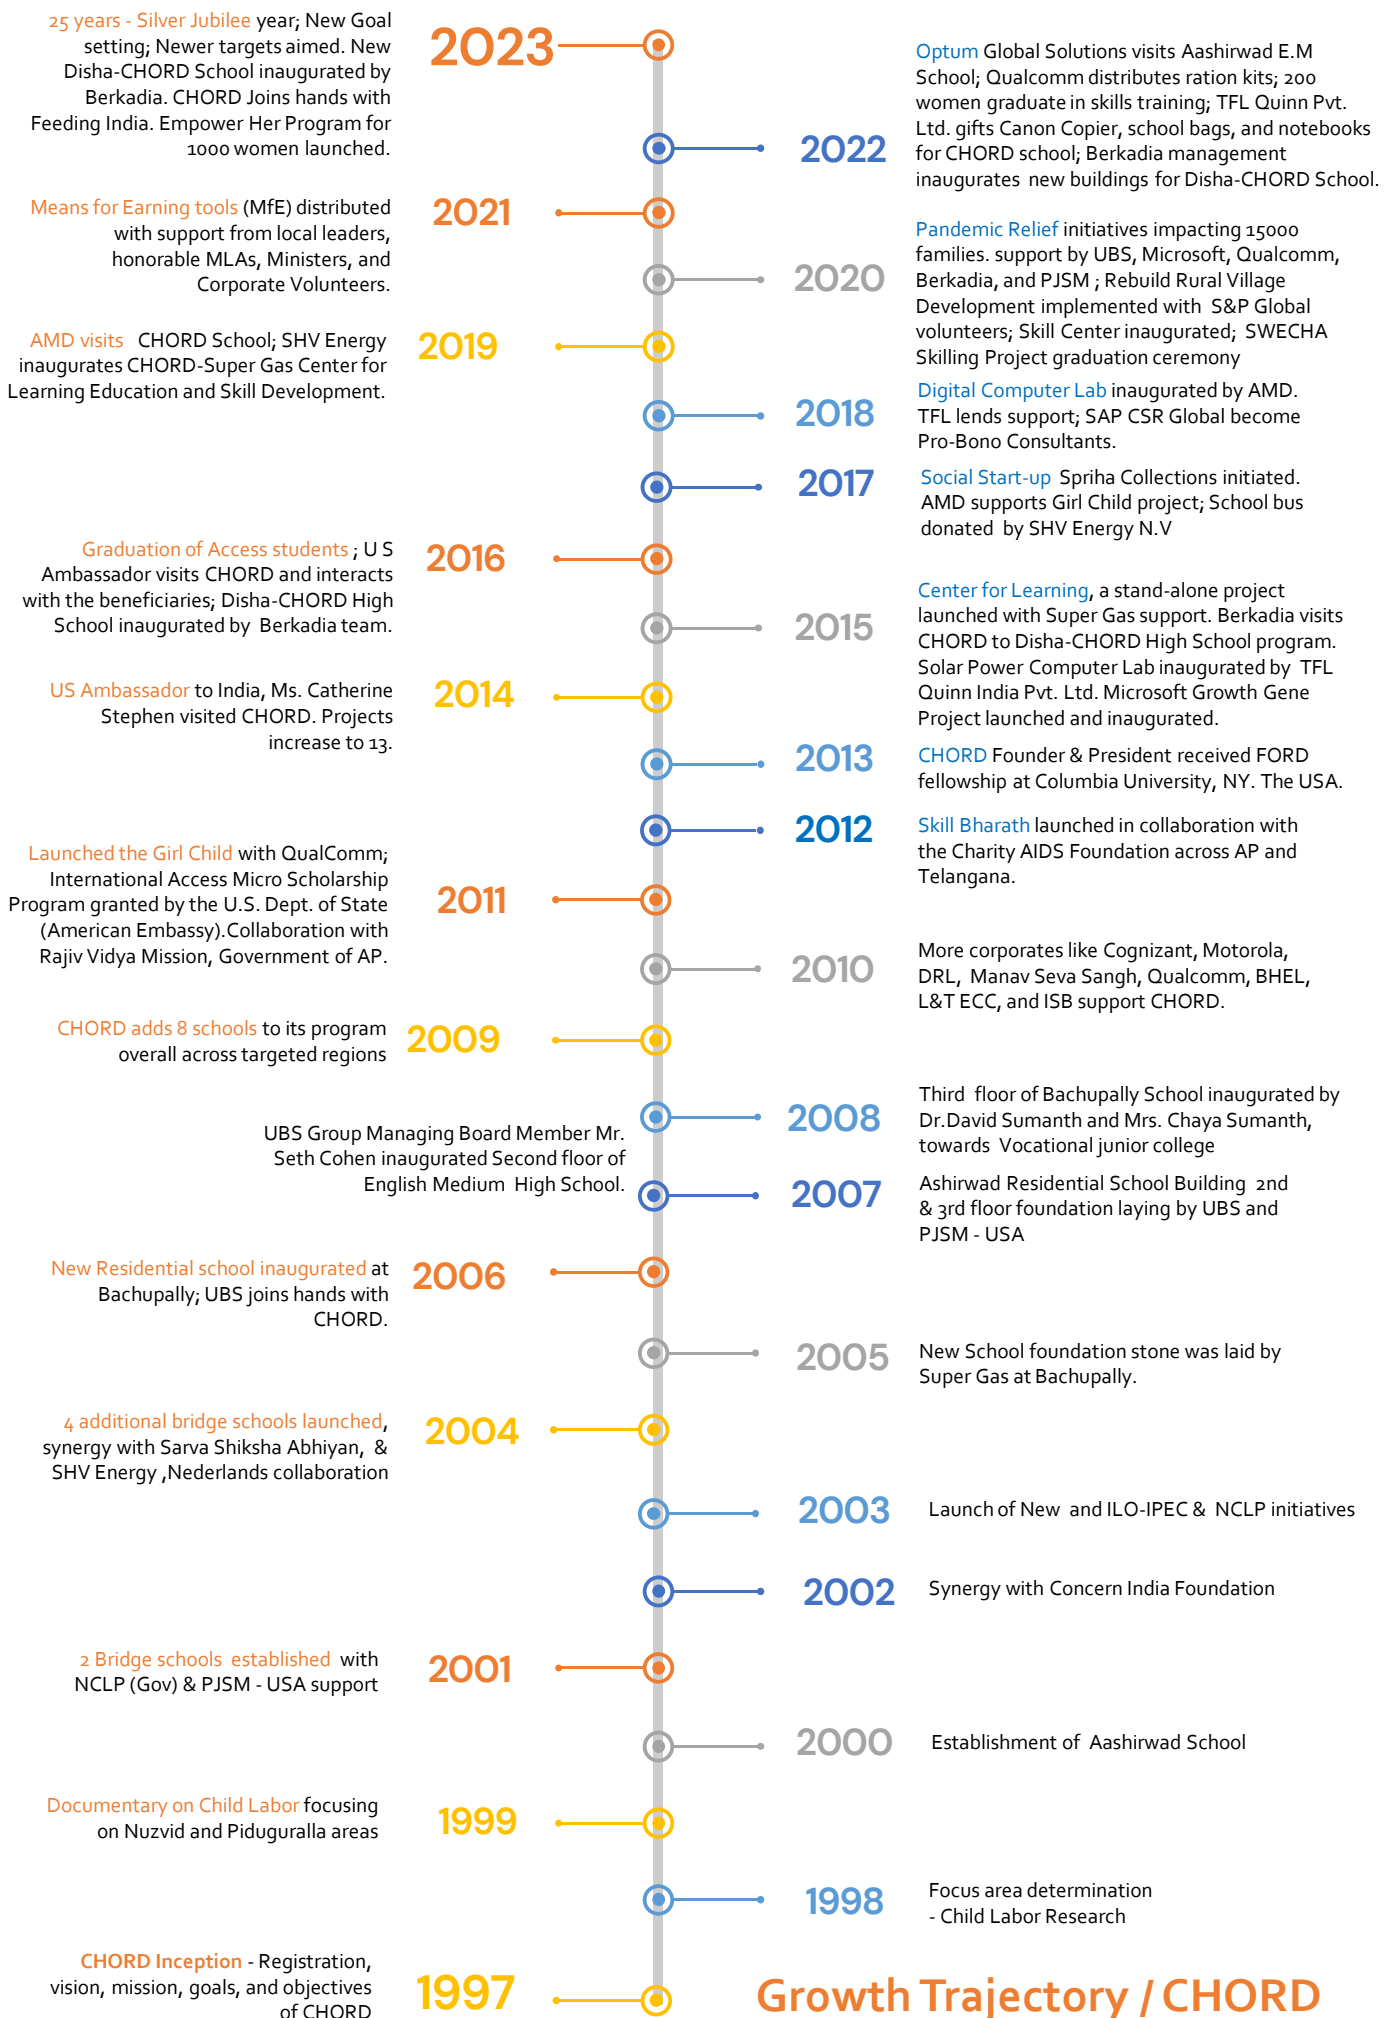 25 years - Silver Jubilee year; New Goal
setting; Newer targets aimed. New
Disha-CHORD School inaugurated by
Berkadia. CHORD Joins hands with
Feeding India. Empower Her Program for
1000 women launched.
2023
Optum Global Solutions visits Aashirwad E.M
School; Qualcomm distributes ration kits; 200
women graduate in skills training; TFL Quinn Pvt.
Ltd. gifts Canon Copier, school bags, and notebooks
for CHORD school; Berkadia management
inaugurates new buildings for Disha-CHORD School.
2022
Means for Earning tools (MfE) distributed
with support from local leaders,
honorable MLAs, Ministers, and
Corporate Volunteers.
2021
Pandemic Relief initiatives impacting 15000
families. support by UBS, Microsoft, Qualcomm,
Berkadia, and PJSM ; Rebuild Rural Village
Development implemented with S&P Global
volunteers; Skill Center inaugurated; SWECHA
Skilling Project graduation ceremony
2020
AMD visits CHORD School; SHV Energy
inaugurates CHORD-Super Gas Center for
Learning Education and Skill Development.
2019
Digital Computer Lab inaugurated by AMD.
TFL lends support; SAP CSR Global become
Pro-Bono Consultants.
2018
2017
Social Start-up Spriha Collections initiated.
AMD supports Girl Child project; School bus
donated by SHV Energy N.V
Graduation of Access students ; U S
Ambassador visits CHORD and interacts
with the beneficiaries; Disha-CHORD High
School inaugurated by Berkadia team.
2016
Center for Learning, a stand-alone project
launched with Super Gas support. Berkadia visits
CHORD to Disha-CHORD High School program.
Solar Power Computer Lab inaugurated by TFL
Quinn India Pvt. Ltd. Microsoft Growth Gene
Project launched and inaugurated.
2015
US Ambassador to India, Ms. Catherine
Stephen visited CHORD. Projects
increase to 13.
2014
2013
CHORD Founder & President received FORD
fellowship at Columbia University, NY. The USA.
2012
Skill Bharath launched in collaboration with
the Charity AIDS Foundation across AP and
Telangana.
Launched the Girl Child with QualComm;
International Access Micro Scholarship
Program granted by the U.S. Dept. of State
(American Embassy).Collaboration with
Rajiv Vidya Mission, Government of AP.
2011
2010
More corporates like Cognizant, Motorola,
DRL, Manav Seva Sangh, Qualcomm, BHEL,
L&T ECC, and ISB support CHORD.
CHORD adds 8 schools to its program
overall across targeted regions
2009
2008
Third floor of Bachupally School inaugurated by
Dr.David Sumanth and Mrs. Chaya Sumanth,
towards Vocational junior college
UBS Group Managing Board Member Mr.
Seth Cohen inaugurated Second floor of
English Medium High School.
2007
Ashirwad Residential School Building 2nd
& 3rd floor foundation laying by UBS and
PJSM - USA
New Residential school inaugurated at
Bachupally; UBS joins hands with
CHORD.
2006
2005
New School foundation stone was laid by
Super Gas at Bachupally.
4 additional bridge schools launched,
synergy with Sarva Shiksha Abhiyan, &
SHV Energy ,Nederlands collaboration
2004
2003
Launch of New and ILO-IPEC & NCLP initiatives
2002
Synergy with Concern India Foundation
2 Bridge schools established with
NCLP (Gov) & PJSM - USA support
2001
2000
Establishment of Aashirwad School
Documentary on Child Labor focusing
on Nuzvid and Piduguralla areas
1999
1998
Focus area determination
- Child Labor Research
CHORD Inception - Registration,
vision, mission, goals, and objectives
of CHORD
1997
Growth Trajectory / CHORD